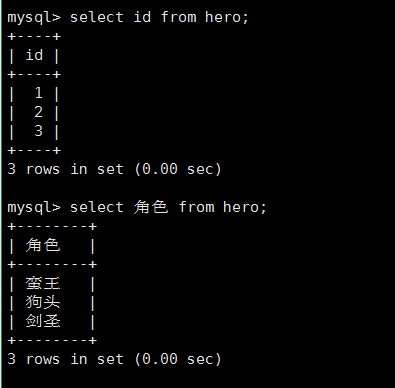 mysql> select id from hero;
+----+
| id |
+----+
|  1 |
|  2 |
|  3 |
+----+
3 rows in set (0.00 sec)

mysql> select 角色 from hero;
+--------+
| 角色   |
+--------+
| 蛮王   |
| 狗头   |
| 剑圣   |
+--------+
3 rows in set (0.00 sec)